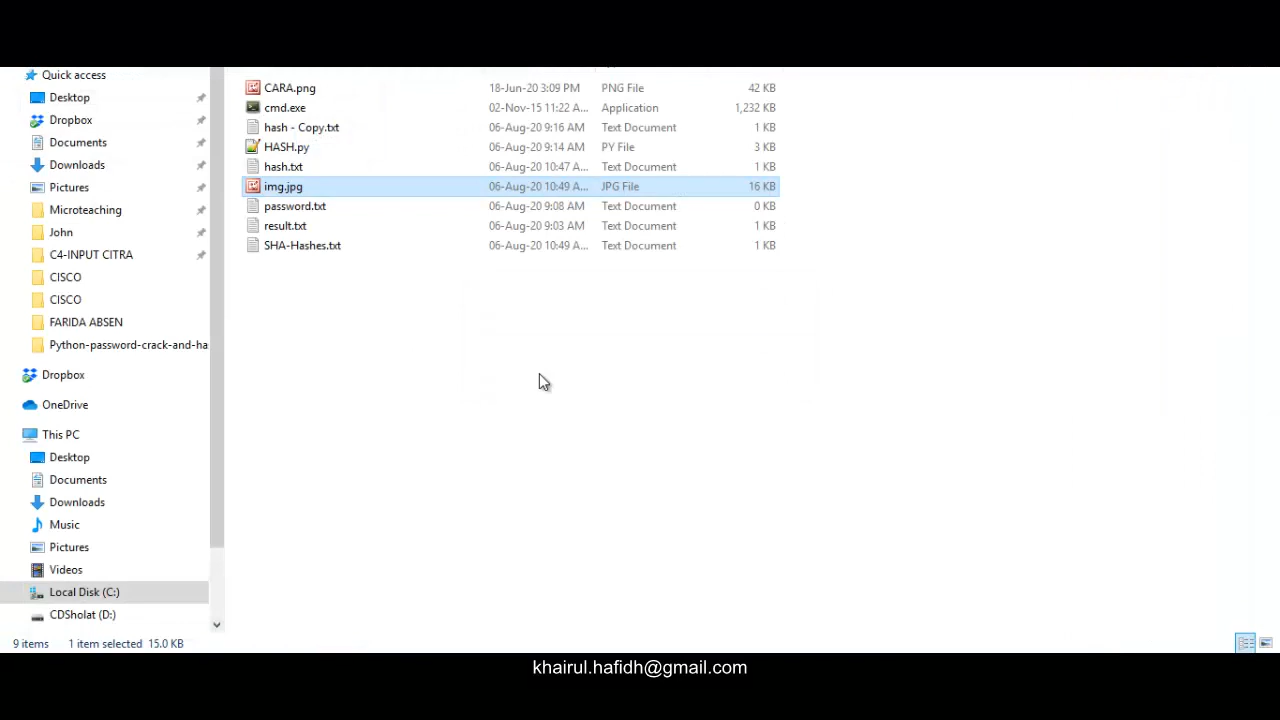 Quick access
Desktop
Dropbox
Documents
Downloads
Pictures
Microteaching
John
C4-INPUT CITRA
CISCO
CISCO
FARIDA ABSEN
Python-password-crack-and-ha
Dropbox
OneDrive
This PC
Desktop
Documents
Downloads
Music
Pictures
Videos
Local Disk (C:)
CDSholat (D:)
CARA.png 18-Jun-20 3:09 PM PNG File 42 KB
cmd.exe 02-Nov-15 11:22 A... Application 1,232 KB
hash - Copy.txt 06-Aug-20 9:16 AM Text Document 1 KB
HASH.py 06-Aug-20 9:14 AM PY File 3 KB
hash.txt 06-Aug-20 10:47 A... Text Document 1 KB
img.jpg 06-Aug-20 10:49 A... JPG File 16 KB
password.txt 06-Aug-20 9:08 AM Text Document 0 KB
result.txt 06-Aug-20 9:03 AM Text Document 1 KB
SHA-Hashes.txt 06-Aug-20 10:49 A... Text Document 1 KB
9 items 1 item selected 15.0 KB
khairul.hafidh@gmail.com